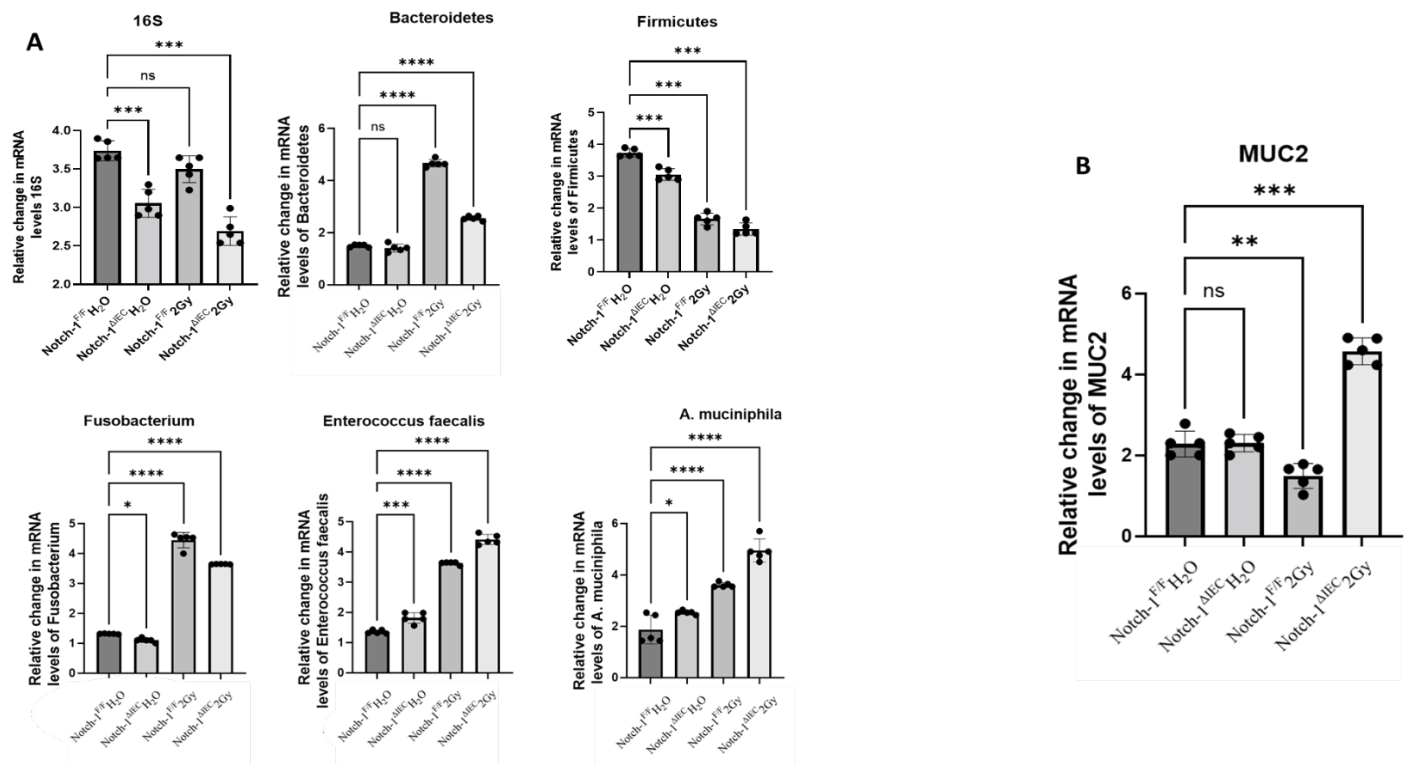 A
16S
Relative change in mRNA
levels 16S
***
ns
***
4.0
3.5
3.0
2.5
2.0
Notch-1F/F H2O
Notch-1ΔIEC H2O
Notch-1F/F 2Gy
Notch-1ΔIEC 2Gy
Bacteroidetes
Relative change in mRNA
levels of Bacteroidetes
****
****
ns
6
4
2
0
Notch-1F/F H2O
Notch-1ΔIEC H2O
Notch-1F/F 2Gy
Notch-1ΔIEC 2Gy
Firmicutes
Relative change in mRNA
levels of Firmicutes
***
***
***
5
4
3
2
1
0
Notch-1F/F H2O
Notch-1ΔIEC H2O
Notch-1F/F 2Gy
Notch-1ΔIEC 2Gy
Fusobacterium
Relative change in mRNA
levels of Fusobacterium
****
****
*
5
4
3
2
1
0
Notch-1F/F H2O
Notch-1ΔIEC H2O
Notch-1F/F 2Gy
Notch-1ΔIEC 2Gy
Enterococcus faecalis
Relative change in mRNA
levels of Enterococcus faecalis
****
****
***
5
4
3
2
1
0
Notch-1F/F H2O
Notch-1ΔIEC H2O
Notch-1F/F 2Gy
Notch-1ΔIEC 2Gy
A. muciniphila
Relative change in mRNA
levels of A. muciniphila
****
****
*
6
4
2
0
Notch-1F/F H2O
Notch-1ΔIEC H2O
Notch-1F/F 2Gy
Notch-1ΔIEC 2Gy
B
MUC2
Relative change in mRNA
levels of MUC2
***
**
ns
6
4
2
0
Notch-1F/F H2O
Notch-1ΔIEC H2O
Notch-1F/F 2Gy
Notch-1ΔIEC 2Gy